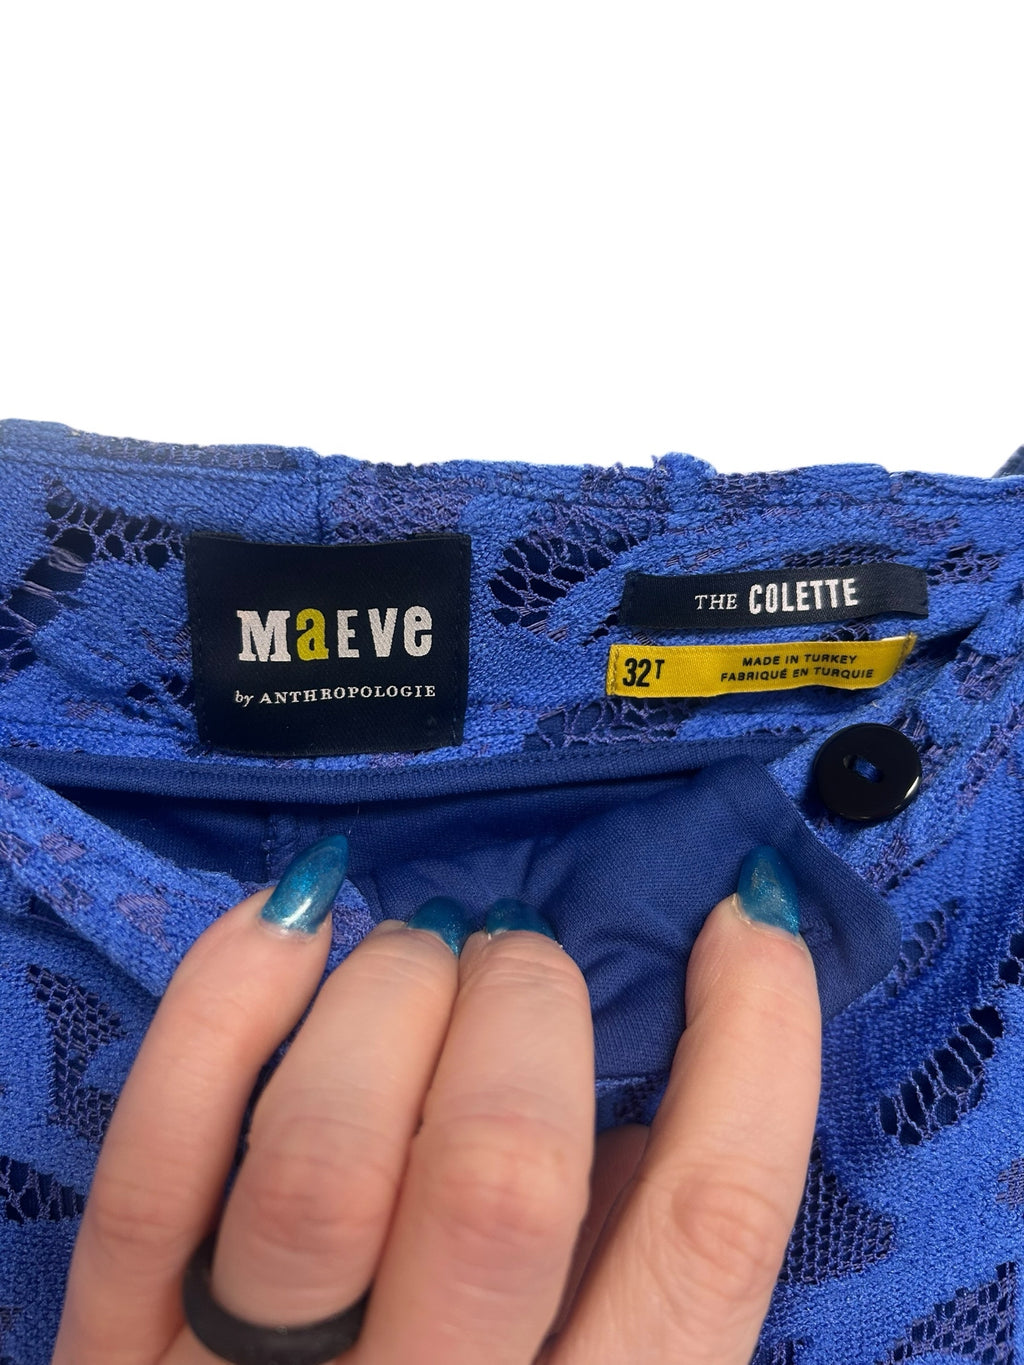 MaEVe
by ANTHROPOLOGIE
THE COLETTE
32T
MADE IN TURKEY
FABRIQUÉ EN TURQUIE